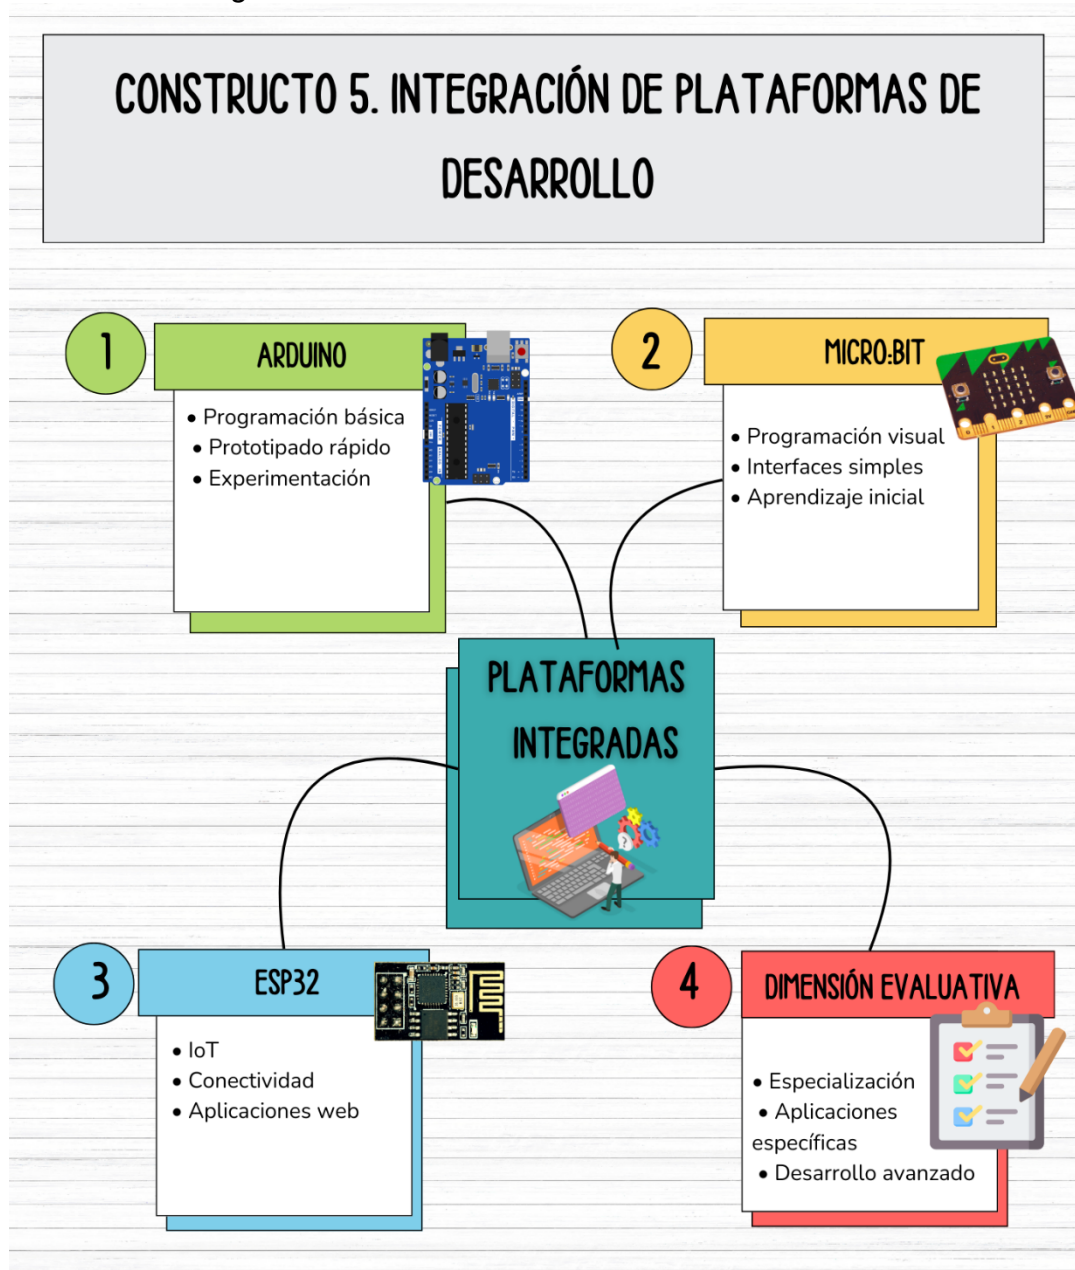 CONSTRUCTO 5. INTEGRACIÓN DE PLATAFORMAS DE
DESARROLLO
1
ARDUINO
• Programación básica
• Prototipado rápido
• Experimentación
2
MICRO:BIT
• Programación visual
• Interfaces simples
• Aprendizaje inicial
PLATAFORMAS
INTEGRADAS
3
ESP32
• IoT
• Conectividad
• Aplicaciones web
4
DIMENSIÓN EVALUATIVA
• Especialización
• Aplicaciones
específicas
• Desarrollo avanzado